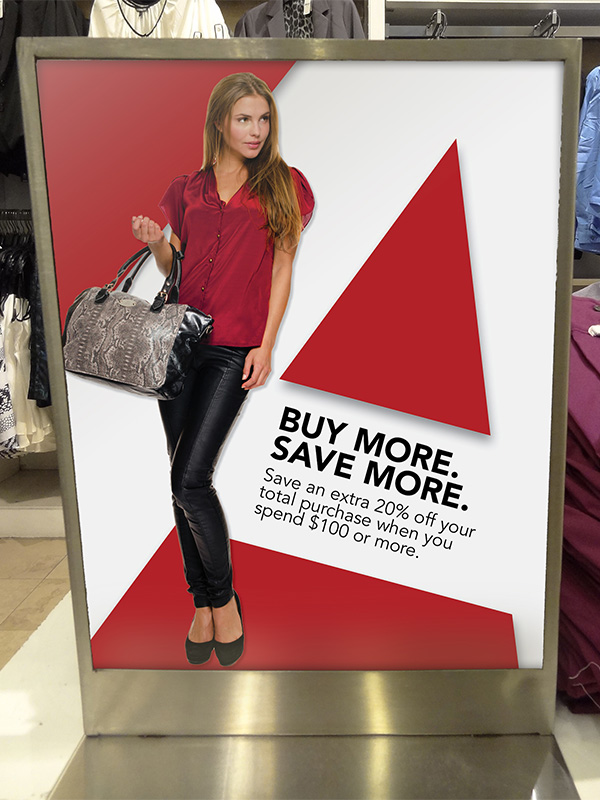 BUY MORE.
SAVE MORE.
Save an extra 20% off your
total purchase when you
spend $100 or more.